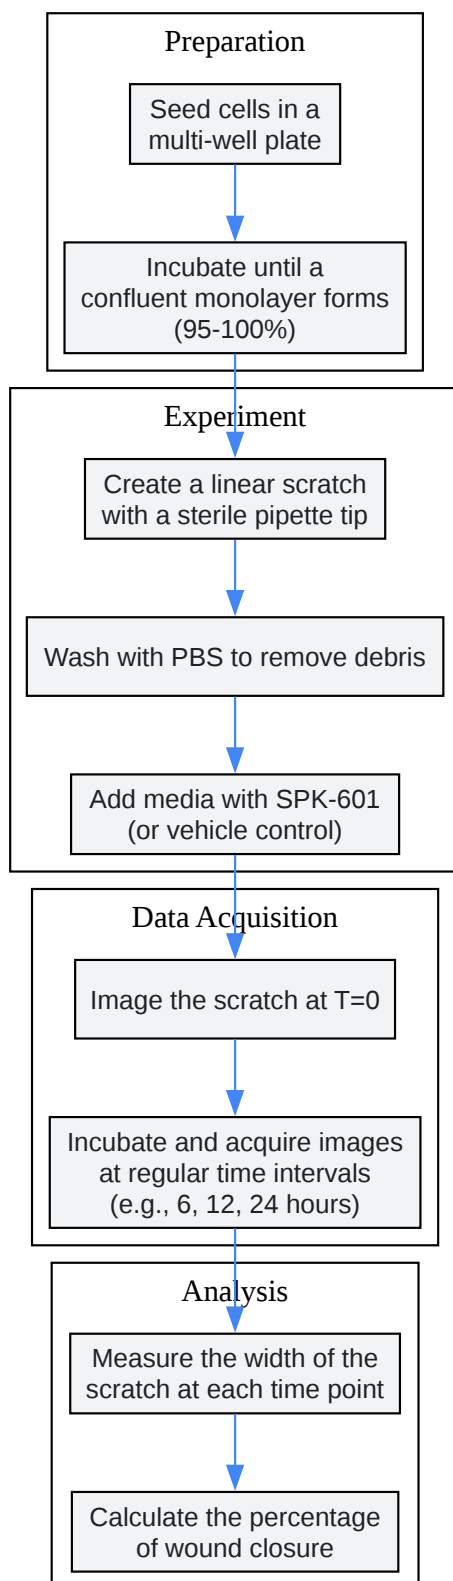 Preparation
Seed cells in a
multi-well plate
Incubate until a
confluent monolayer forms
(95-100%)
Experiment
Create a linear scratch
with a sterile pipette tip
Wash with PBS to remove debris
Add media with SPK-601
(or vehicle control)
Data Acquisition
Image the scratch at T=0
Incubate and acquire images
at regular time intervals
(e.g., 6, 12, 24 hours)
Analysis
Measure the width of the
scratch at each time point
Calculate the percentage
of wound closure